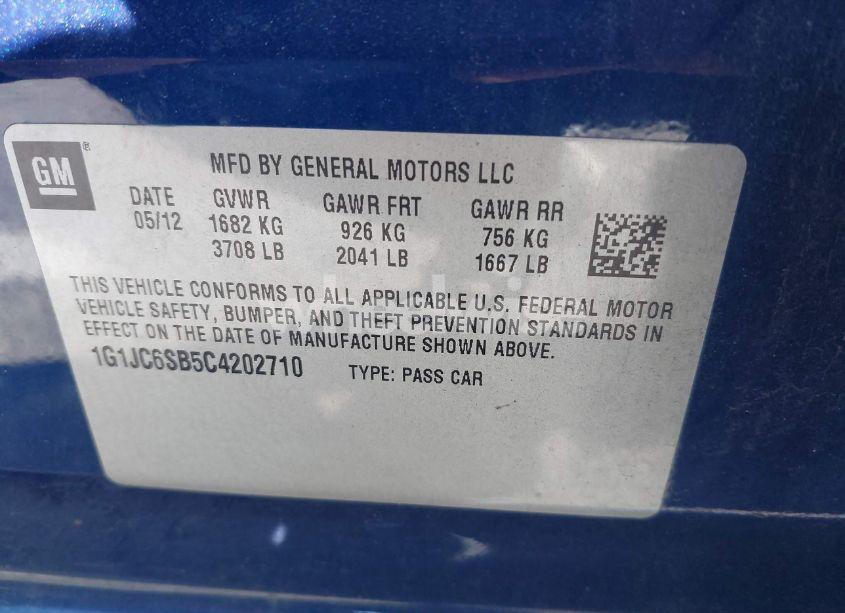 GM®
MFD BY GENERAL MOTORS LLC
DATE GVWR GAWR FRT GAWR RR
05/12 1682 KG 926 KG 756 KG
3708 LB 2041 LB 1667 LB
THIS VEHICLE CONFORMS TO ALL APPLICABLE U.S. FEDERAL MOTOR
VEHICLE SAFETY, BUMPER, AND THEFT PREVENTION STANDARDS IN
EFFECT ON THE DATE OF MANUFACTURE SHOWN ABOVE.
1G1JC6SB5C4202710 TYPE: PASS CAR